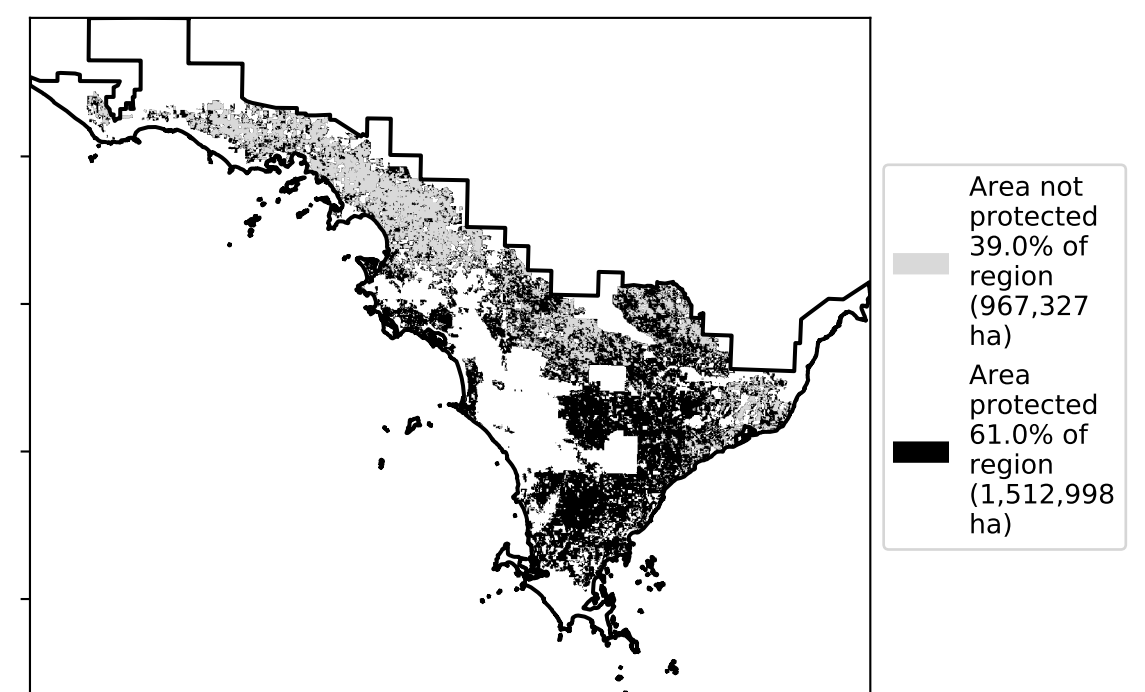 Area not
protected
39.0% of
region
(967,327
ha)
Area
protected
61.0% of
region
(1,512,998
ha)